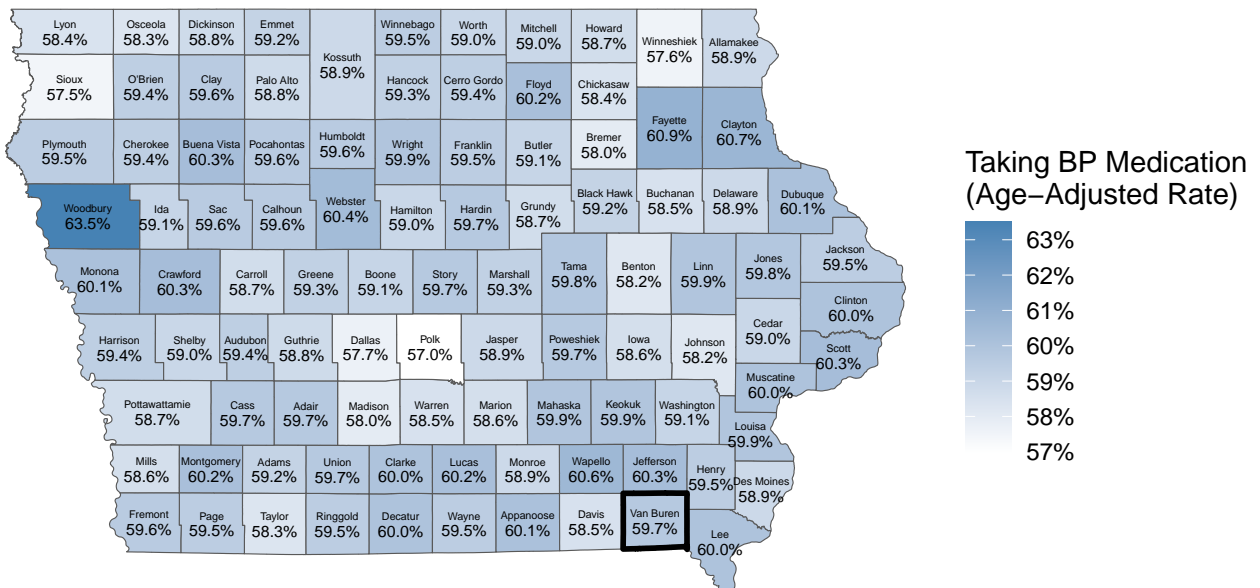 Lyon
58.4%
Osceola
58.3%
Dickinson
58.8%
Emmet
59.2%
Kossuth
58.9%
Winnebago
59.5%
Worth
59.0%
Mitchell
59.0%
Howard
58.7%
Winneshiek
57.6%
Allamakee
58.9%
Sioux
57.5%
O'Brien
59.4%
Clay
59.6%
Palo Alto
58.8%
Hancock
59.3%
Cerro Gordo
59.4%
Floyd
60.2%
Chickasaw
58.4%
Fayette
60.9%
Clayton
60.7%
Plymouth
59.5%
Cherokee
59.4%
Buena Vista
60.3%
Pocahontas
59.6%
Humboldt
59.6%
Wright
59.9%
Franklin
59.5%
Butler
59.1%
Bremer
58.0%
Woodbury
63.5%
Ida
59.1%
Sac
59.6%
Calhoun
59.6%
Webster
60.4%
Hamilton
59.0%
Hardin
59.7%
Grundy
58.7%
Black Hawk
59.2%
Buchanan
58.5%
Delaware
58.9%
Dubuque
60.1%
Monona
60.1%
Crawford
60.3%
Carroll
58.7%
Greene
59.3%
Boone
59.1%
Story
59.7%
Marshall
59.3%
Tama
59.8%
Benton
58.2%
Linn
59.9%
Jones
59.8%
Jackson
59.5%
Clinton
60.0%
Harrison
59.4%
Shelby
59.0%
Audubon
59.4%
Guthrie
58.8%
Dallas
57.7%
Polk
57.0%
Jasper
58.9%
Poweshiek
59.7%
Iowa
58.6%
Johnson
58.2%
Cedar
59.0%
Scott
60.3%
Muscatine
60.0%
Pottawattamie
58.7%
Cass
59.7%
Adair
59.7%
Madison
58.0%
Warren
58.5%
Marion
58.6%
Mahaska
59.9%
Keokuk
59.9%
Washington
59.1%
Louisa
59.9%
Mills
58.6%
Montgomery
60.2%
Adams
59.2%
Union
59.7%
Clarke
60.0%
Lucas
60.2%
Monroe
58.9%
Wapello
60.6%
Jefferson
60.3%
Henry
59.5%
Des Moines
58.9%
Fremont
59.6%
Page
59.5%
Taylor
58.3%
Ringgold
59.5%
Decatur
60.0%
Wayne
59.5%
Appanoose
60.1%
Davis
58.5%
Van Buren
59.7%
Lee
60.0%
Taking BP Medication
(Age−Adjusted Rate)
63%
62%
61%
60%
59%
58%
57%